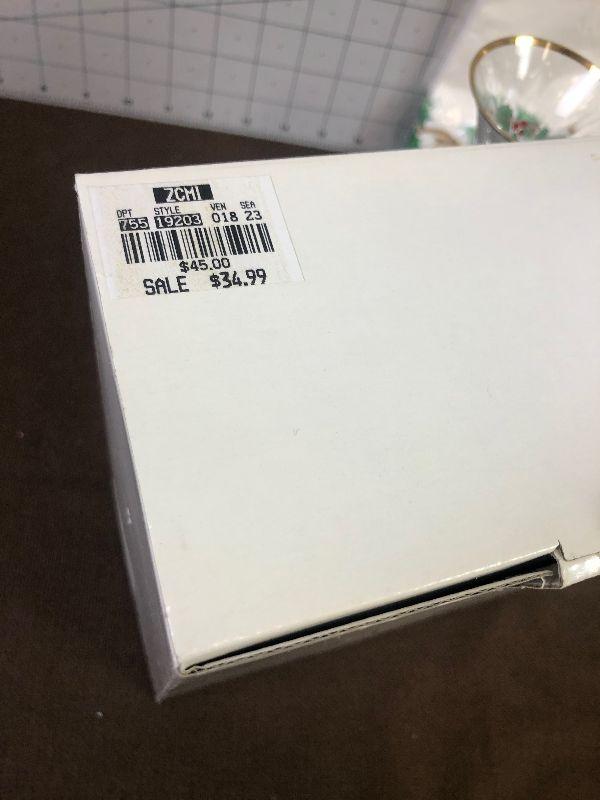 ZCMI
DPT STYLE VEN SEA
755 19203 018 23
$45.00
SALE $34.99